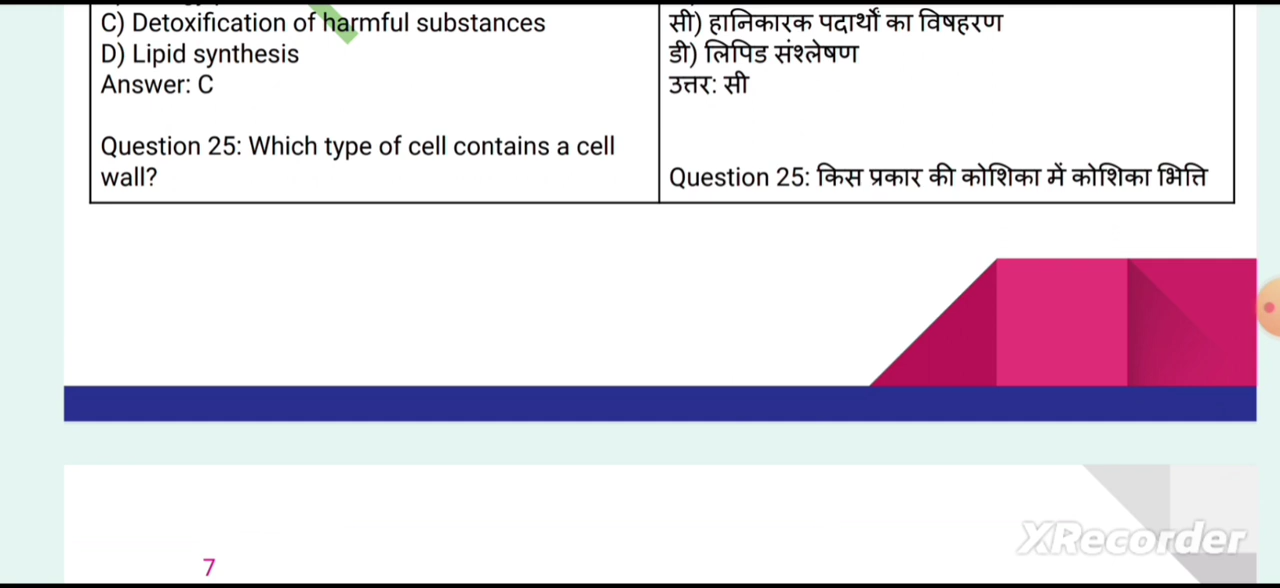 C) Detoxification of harmful substances
D) Lipid synthesis
Answer: C
Question 25: Which type of cell contains a cell
wall?
सी) हानिकारक पदार्थों का विषहरण
डी) लिपिड संश्लेषण
उत्तर: सी
Question 25: किस प्रकार की कोशिका में कोशिका भित्ति
XRecorder
7